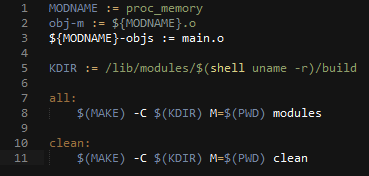 1 MODNAME := proc_memory
2 obj-m := ${MODNAME}.o
3 ${MODNAME}-objs := main.o
4
5 KDIR := /lib/modules/$(shell uname -r)/build
6
7 all:
8     $(MAKE) -C $(KDIR) M=$(PWD) modules
9
10 clean:
11     $(MAKE) -C $(KDIR) M=$(PWD) clean